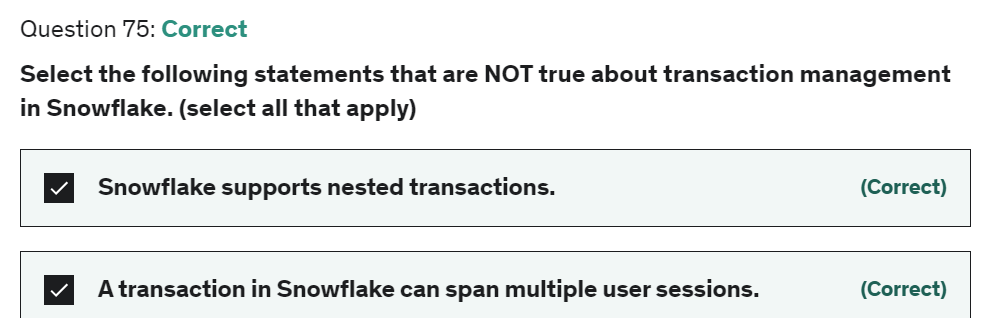 Question 75: Correct
Select the following statements that are NOT true about transaction management
in Snowflake. (select all that apply)
Snowflake supports nested transactions. (Correct)
A transaction in Snowflake can span multiple user sessions. (Correct)